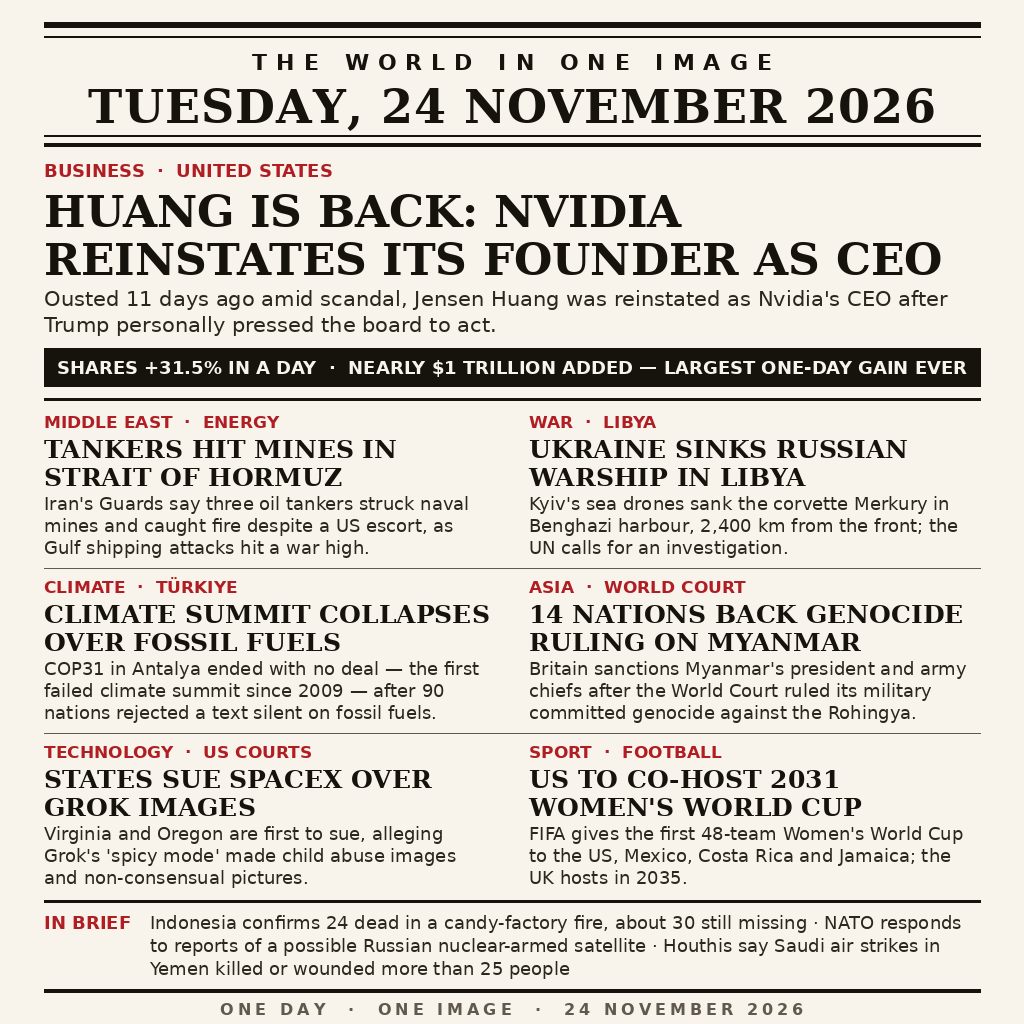 THE WORLD IN ONE IMAGE
TUESDAY, 24 NOVEMBER 2026
BUSINESS · UNITED STATES
HUANG IS BACK: NVIDIA
REINSTATES ITS FOUNDER AS CEO
Ousted 11 days ago amid scandal, Jensen Huang was reinstated as Nvidia's CEO after
Trump personally pressed the board to act.
SHARES +31.5% IN A DAY · NEARLY $1 TRILLION ADDED — LARGEST ONE-DAY GAIN EVER
MIDDLE EAST · ENERGY
TANKERS HIT MINES IN
STRAIT OF HORMUZ
Iran's Guards say three oil tankers struck naval
mines and caught fire despite a US escort, as
Gulf shipping attacks hit a war high.
WAR · LIBYA
UKRAINE SINKS RUSSIAN
WARSHIP IN LIBYA
Kyiv's sea drones sank the corvette Merkury in
Benghazi harbour, 2,400 km from the front; the
UN calls for an investigation.
CLIMATE · TÜRKIYE
CLIMATE SUMMIT COLLAPSES
OVER FOSSIL FUELS
COP31 in Antalya ended with no deal — the first
failed climate summit since 2009 — after 90
nations rejected a text silent on fossil fuels.
ASIA · WORLD COURT
14 NATIONS BACK GENOCIDE
RULING ON MYANMAR
Britain sanctions Myanmar's president and army
chiefs after the World Court ruled its military
committed genocide against the Rohingya.
TECHNOLOGY · US COURTS
STATES SUE SPACEX OVER
GROK IMAGES
Virginia and Oregon are first to sue, alleging
Grok's 'spicy mode' made child abuse images
and non-consensual pictures.
SPORT · FOOTBALL
US TO CO-HOST 2031
WOMEN'S WORLD CUP
FIFA gives the first 48-team Women's World Cup
to the US, Mexico, Costa Rica and Jamaica; the
UK hosts in 2035.
IN BRIEF
Indonesia confirms 24 dead in a candy-factory fire, about 30 still missing · NATO responds
to reports of a possible Russian nuclear-armed satellite · Houthis say Saudi air strikes in
Yemen killed or wounded more than 25 people
ONE DAY · ONE IMAGE · 24 NOVEMBER 2026